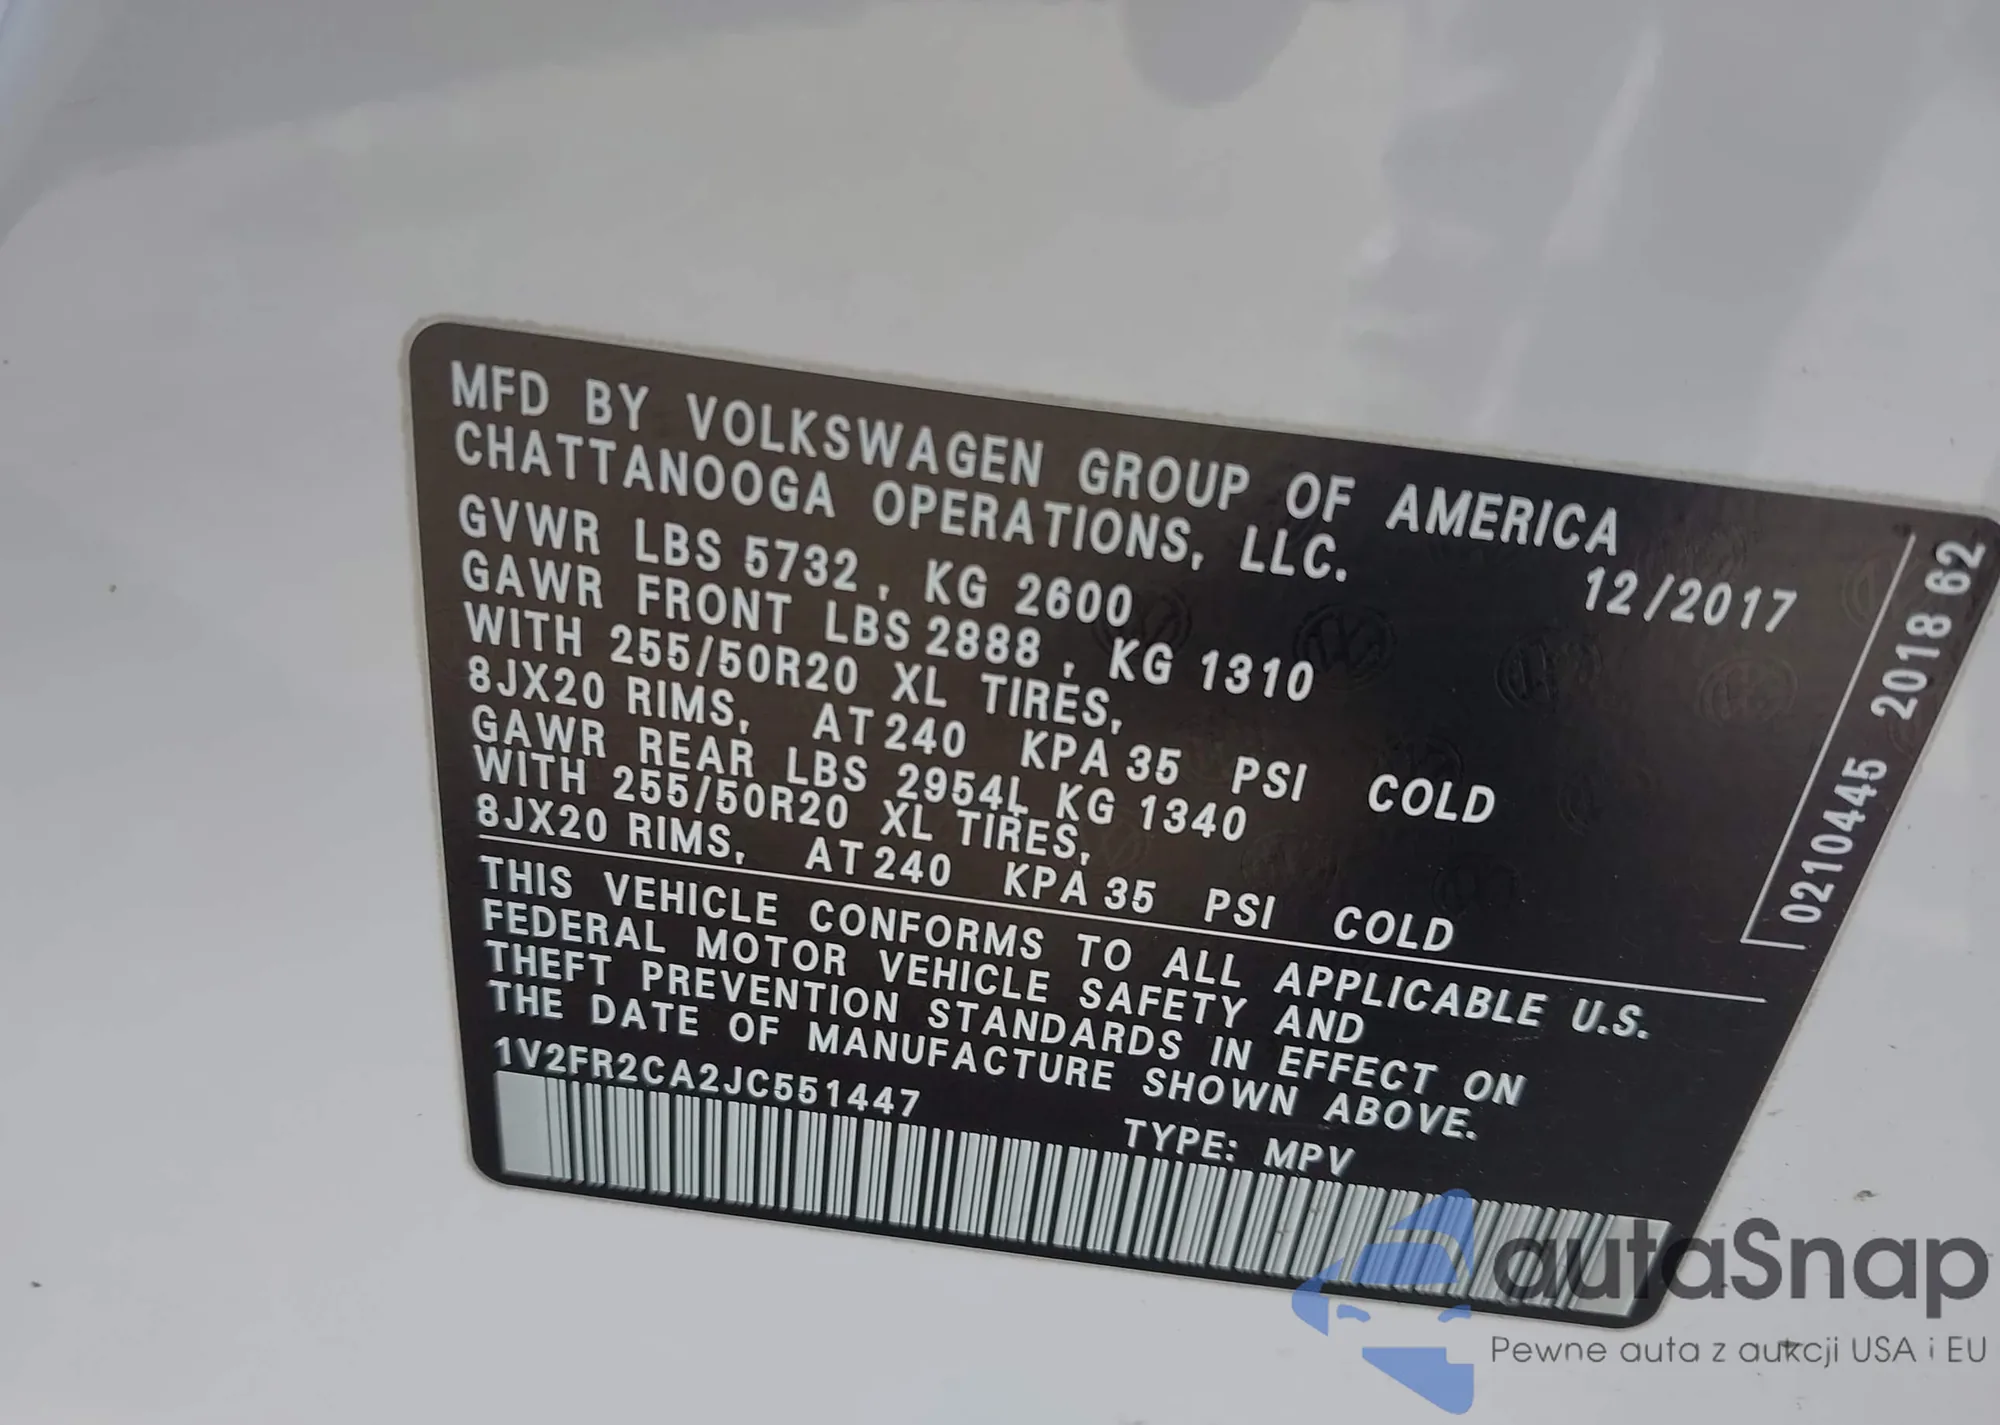 MFD BY VOLKSWAGEN GROUP OF AMERICA
CHATTANOOGA OPERATIONS, LLC.
12/2017
GVWR LBS 5732, KG 2600
GAWR FRONT LBS 2888, KG 1310
WITH 255/50R20 XL TIRES,
8JX20 RIMS, AT 240 KPA 35 PSI COLD
GAWR REAR LBS 2954L KG 1340
WITH 255/50R20 XL TIRES,
8JX20 RIMS, AT 240 KPA 35 PSI COLD
THIS VEHICLE CONFORMS TO ALL APPLICABLE U.S.
FEDERAL MOTOR VEHICLE SAFETY AND
THEFT PREVENTION STANDARDS IN EFFECT ON
THE DATE OF MANUFACTURE SHOWN ABOVE.
1V2FR2CA2JC551447
TYPE: MPV
02104445 2018 62
autaSnap
Pewne auta z aukcji USA i EU